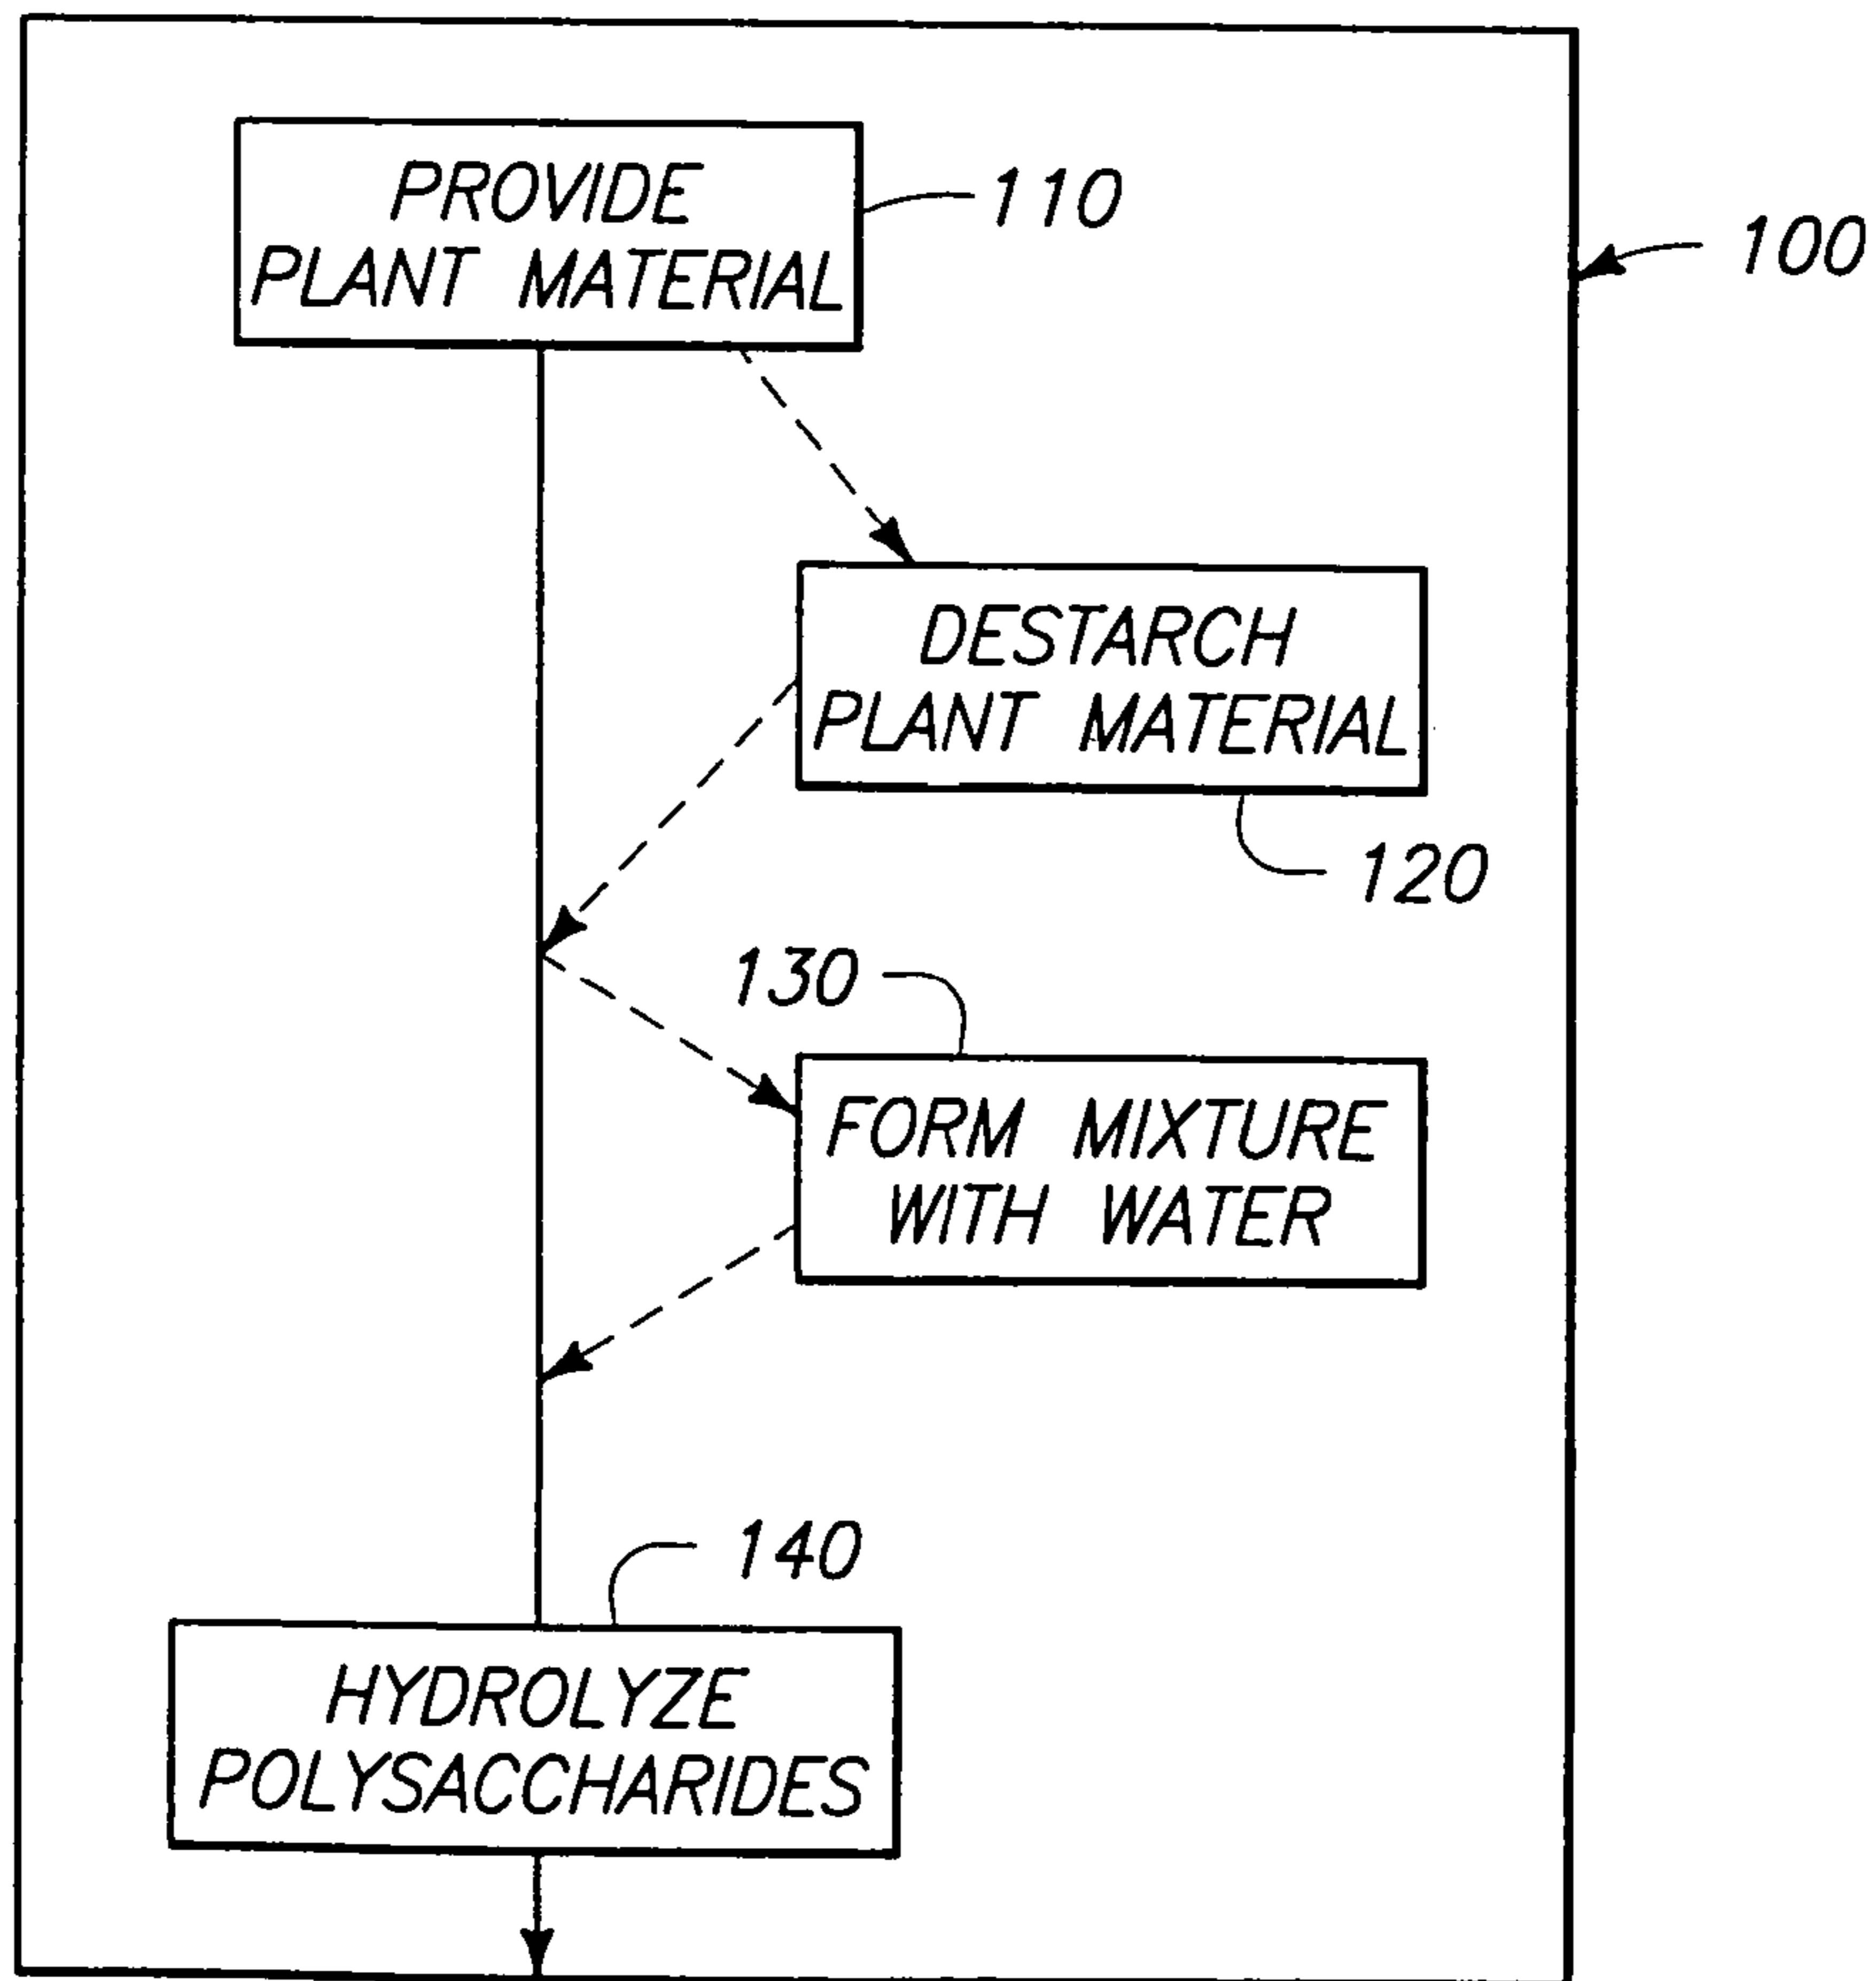 PROVIDE
PLANT MATERIAL
110
100
DESTARCH
PLANT MATERIAL
120
130
FORM MIXTURE
WITH WATER
140
HYDROLYZE
POLYSACCHARIDES